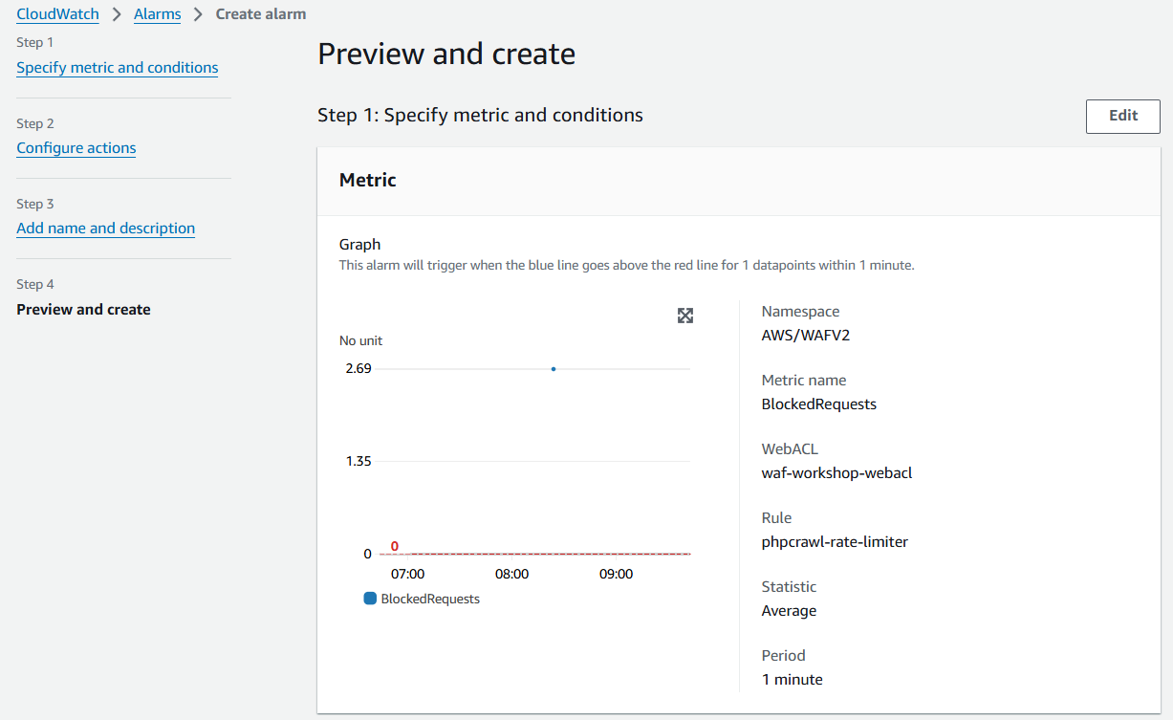 CloudWatch > Alarms > Create alarm
Step 1
Specify metric and conditions
Step 2
Configure actions
Step 3
Add name and description
Step 4
Preview and create
Preview and create
Step 1: Specify metric and conditions
Edit
Metric
Graph
This alarm will trigger when the blue line goes above the red line for 1 datapoints within 1 minute.
No unit
2.69
1.35
0
0
07:00 08:00 09:00
BlockedRequests
Namespace
AWS/WAFV2
Metric name
BlockedRequests
WebACL
waf-workshop-webacl
Rule
phpcrawl-rate-limiter
Statistic
Average
Period
1 minute